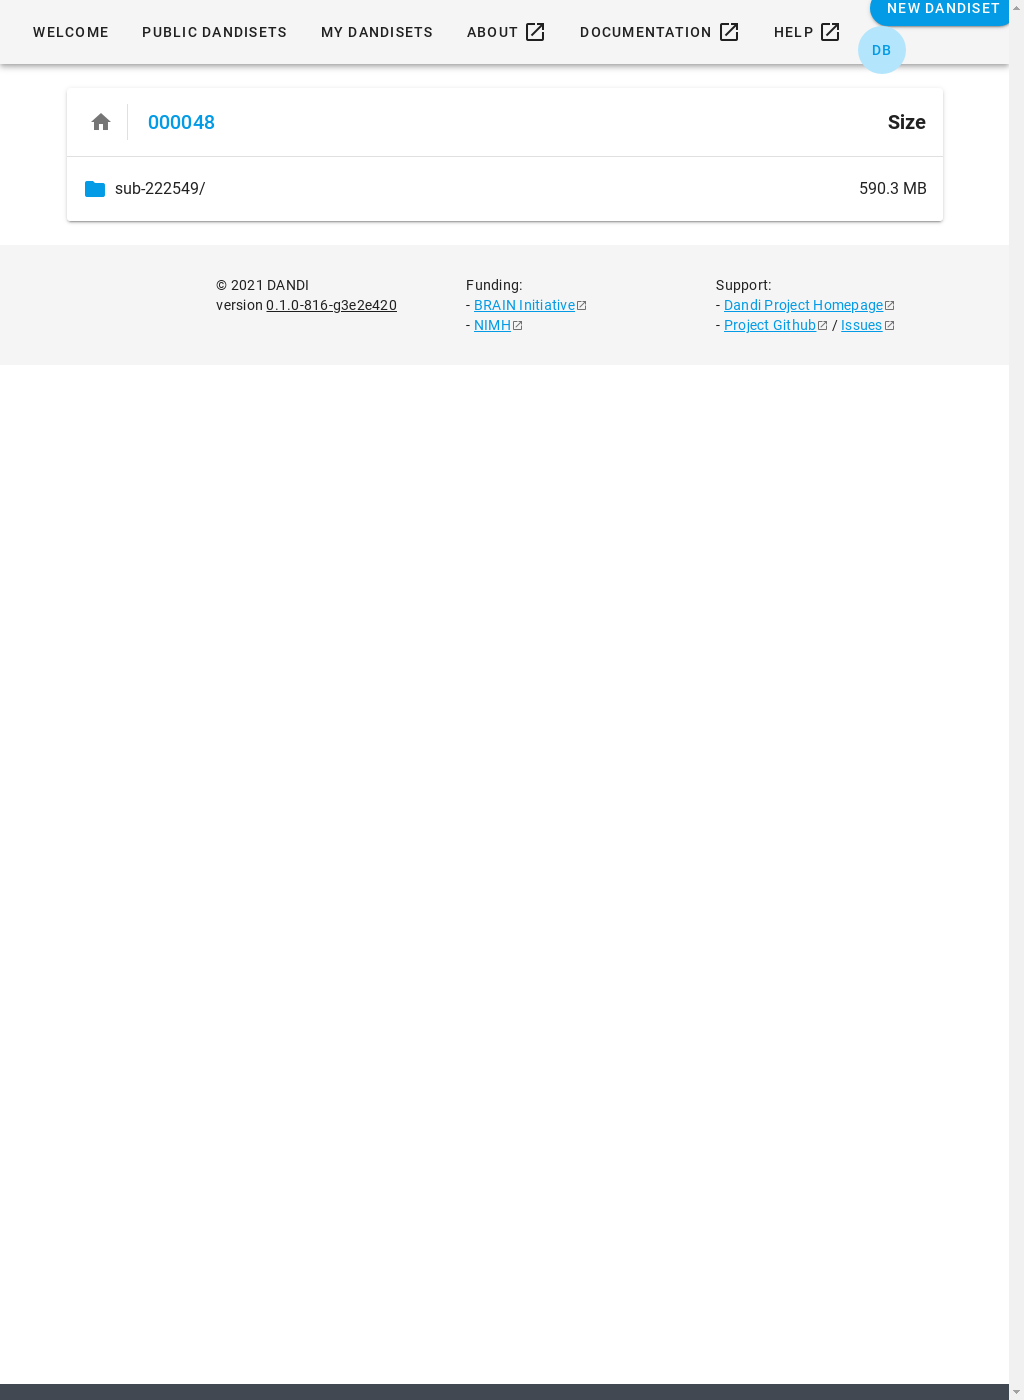 WELCOME PUBLIC DANDISETS MY DANDISETS ABOUT DOCUMENTATION HELP NEW DANDISET
DB
000048 Size
sub-222549/ 590.3 MB
© 2021 DANDI
version 0.1.0-816-g3e2e420
Funding:
- BRAIN Initiative
- NIMH
Support:
- Dandi Project Homepage
- Project Github / Issues